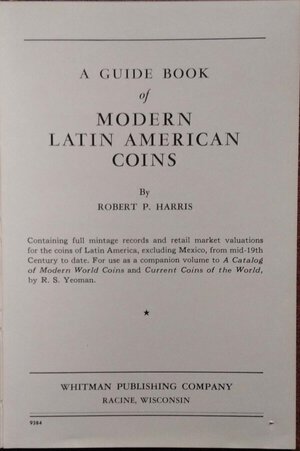 A GUIDE BOOK
of
MODERN
LATIN AMERICAN
COINS
By
ROBERT P. HARRIS
Containing full mintage records and retail market valuations
for the coins of Latin America, excluding Mexico, from mid-19th
Century to date. For use as a companion volume to A Catalog
of Modern World Coins and Current Coins of the World,
by R. S. Yeoman.
★
WHITMAN PUBLISHING COMPANY
RACINE, WISCONSIN
9384